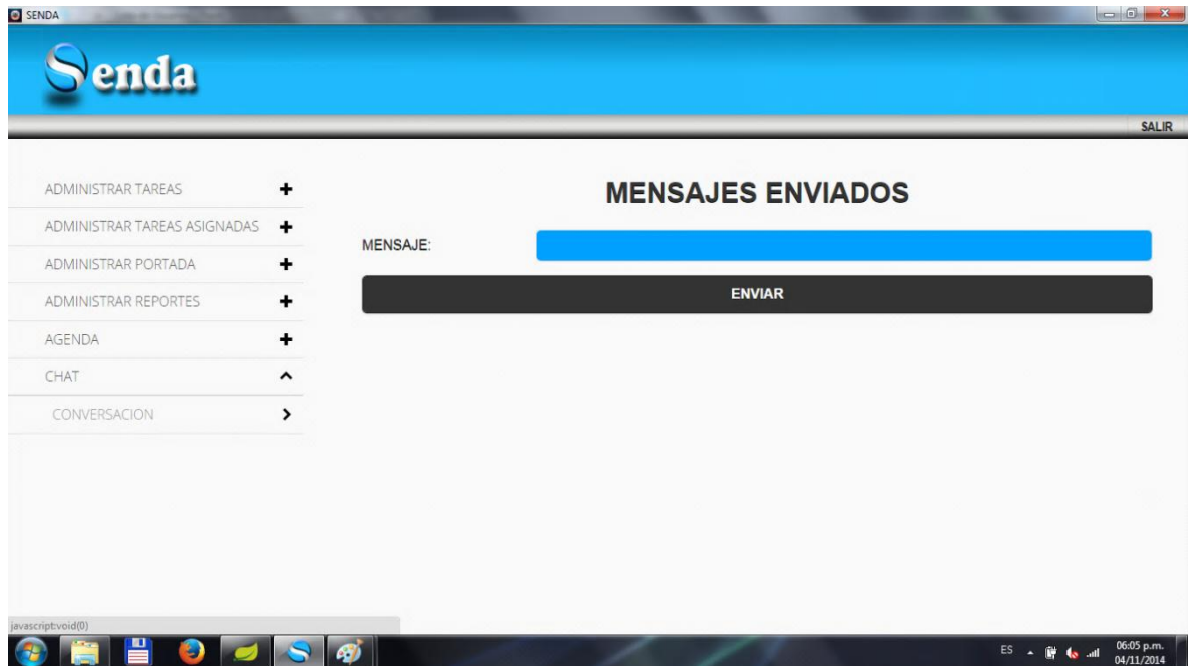 SENDA
Senda
SALIR
ADMINISTRAR TAREAS
ADMINISTRAR TAREAS ASIGNADAS
ADMINISTRAR PORTADA
ADMINISTRAR REPORTES
AGENDA
CHAT
CONVERSACION
MENSAJES ENVIADOS
MENSAJE:
ENVIAR
javascript:void(0)
ES
06:05 p.m.
04/11/2014